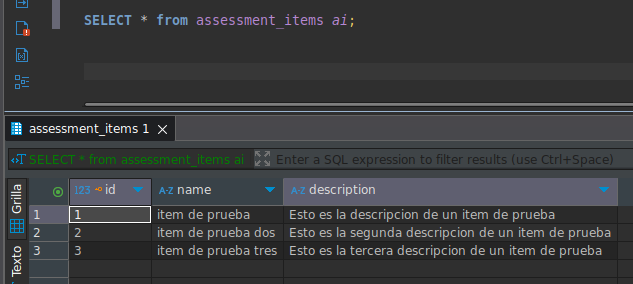 SELECT * from assessment_items ai;
assessment_items 1
SELECT * from assessment_items ai Enter a SQL expression to filter results (use Ctrl+Space)
Grilla
Texto
123 id A-Z name A-Z description
1 1 item de prueba Esto es la descripcion de un item de prueba
2 2 item de prueba dos Esto es la segunda descripcion de un item de prueba
3 3 item de prueba tres Esto es la tercera descripcion de un item de prueba